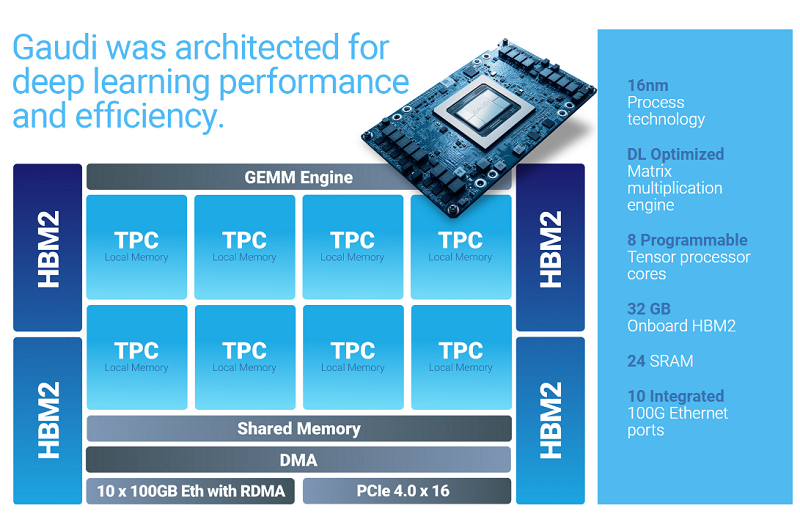 Gaudi was architected for
deep learning performance
and efficiency.
GEMM Engine
HBM2
HBM2
HBM2
HBM2
TPC
Local Memory
TPC
Local Memory
TPC
Local Memory
TPC
Local Memory
TPC
Local Memory
TPC
Local Memory
TPC
Local Memory
TPC
Local Memory
Shared Memory
DMA
10 x 100GB Eth with RDMA
PCIe 4.0 x 16
16nm
Process
technology
DL Optimized
Matrix
multiplication
engine
8 Programmable
Tensor processor
cores
32 GB
Onboard HBM2
24 SRAM
10 Integrated
100G Ethernet
ports